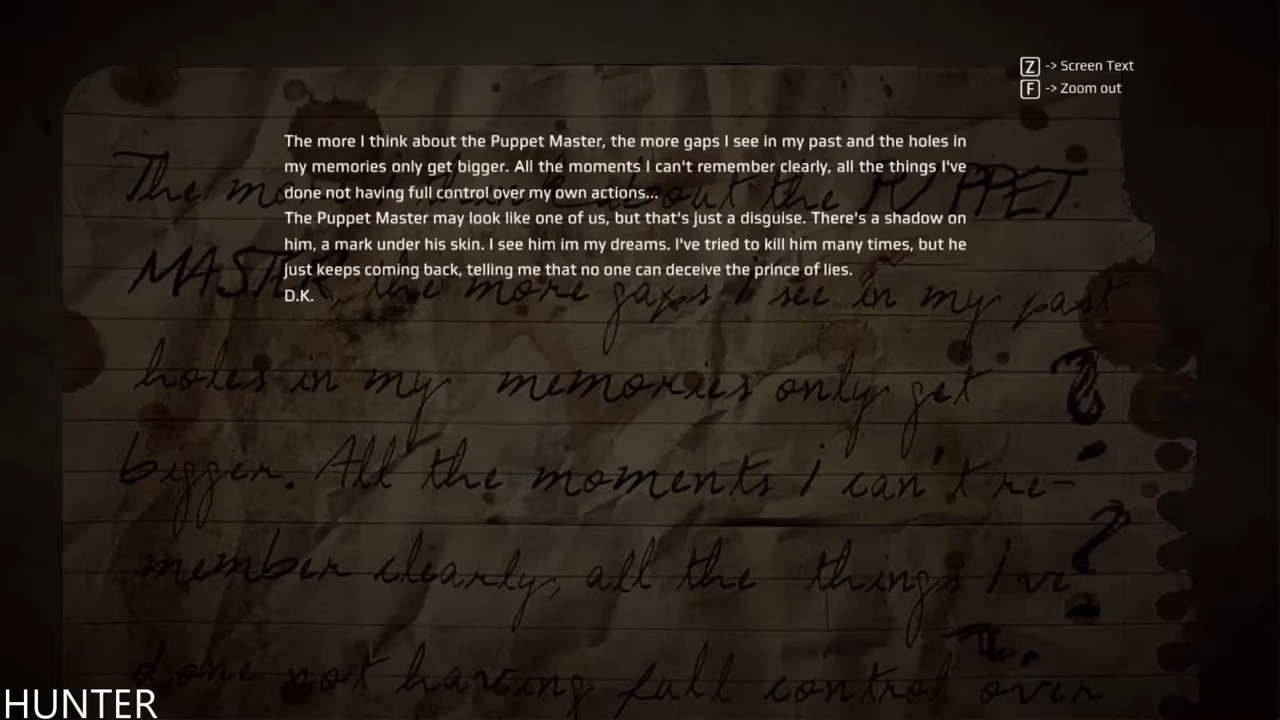 Z -> Screen Text
F -> Zoom out
The more I think about the Puppet Master, the more gaps I see in my past and the holes in
my memories only get bigger. All the moments I can't remember clearly, all the things I've
done not having full control over my own actions...
The Puppet Master may look like one of us, but that's just a disguise. There's a shadow on
him, a mark under his skin. I see him im my dreams. I've tried to kill him many times, but he
just keeps coming back, telling me that no one can deceive the prince of lies.
D.K.
The more I think about the PUPPET
MASTER, the more gaps I see in my past
holes in my memories only get
bigger. All the moments I can't re-
member clearly, all the things I've
done not having full control over
HUNTER